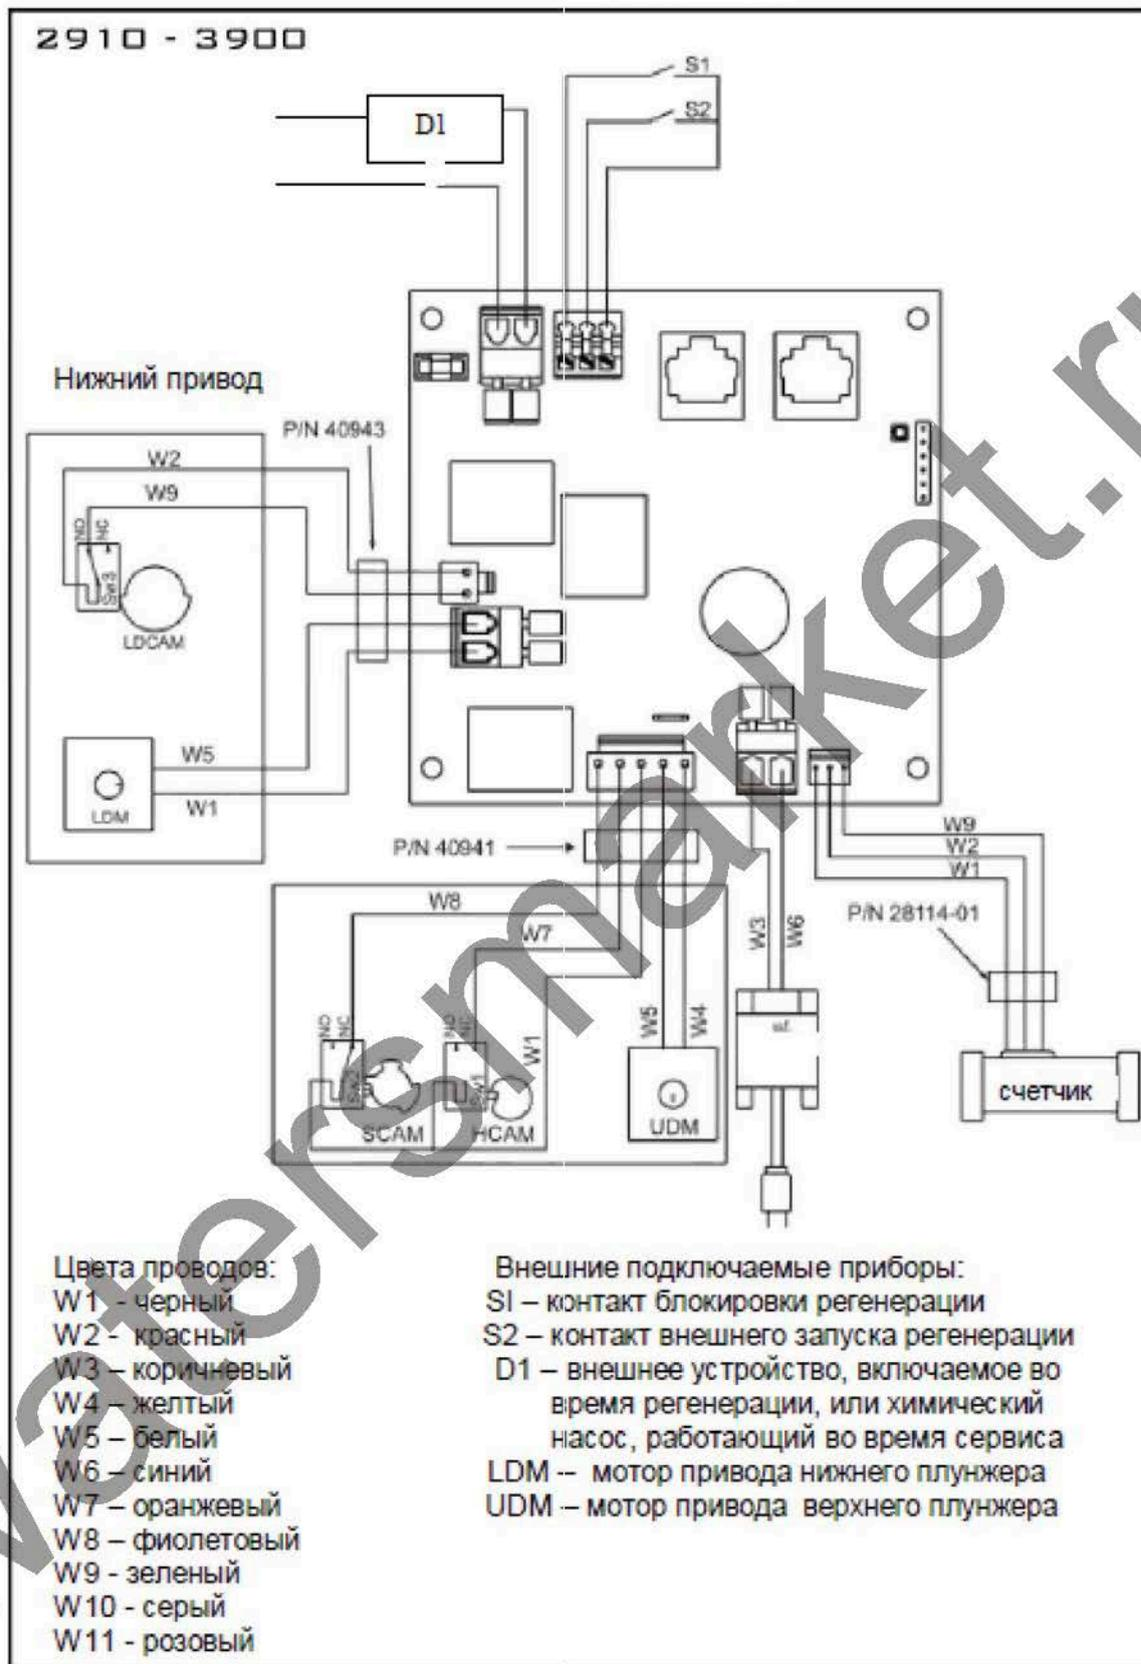 2910 - 3900
S1
S2
D1
Нижний привод
P/N 40943
W2
W9
NO
NC
SW3
LDCAM
W5
W1
LDM
P/N 40941
W8
W7
W9
W2
W1
P/N 28114-01
W3
W6
NO
NC
SW2
NO
NC
SW1
W1
W5
W4
SCAM
HCAM
UDM
счетчик
Цвета проводов:
W1 - черный
W2 - красный
W3 – коричневый
W4 – желтый
W5 – белый
W6 – синий
W7 – оранжевый
W8 – фиолетовый
W9 - зеленый
W10 - серый
W11 - розовый
Внешние подключаемые приборы:
SI – контакт блокировки регенерации
S2 – контакт внешнего запуска регенерации
D1 – внешнее устройство, включаемое во
время регенерации, или химический
насос, работающий во время сервиса
LDM -- мотор привода нижнего плунжера
UDM -- мотор привода верхнего плунжера